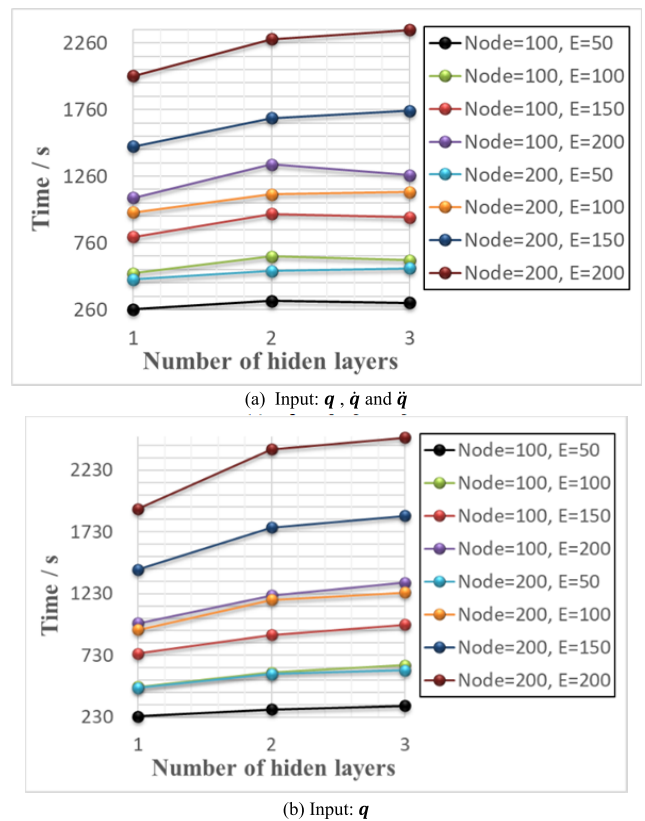 2260
1760
1260
760
260
Time / s
1
2
3
Number of hiden layers
Node=100, E=50
Node=100, E=100
Node=100, E=150
Node=100, E=200
Node=200, E=50
Node=200, E=100
Node=200, E=150
Node=200, E=200
(a) Input: q , q̇ and q̈
2230
1730
1230
730
230
Time / s
1
2
3
Number of hiden layers
Node=100, E=50
Node=100, E=100
Node=100, E=150
Node=100, E=200
Node=200, E=50
Node=200, E=100
Node=200, E=150
Node=200, E=200
(b) Input: q